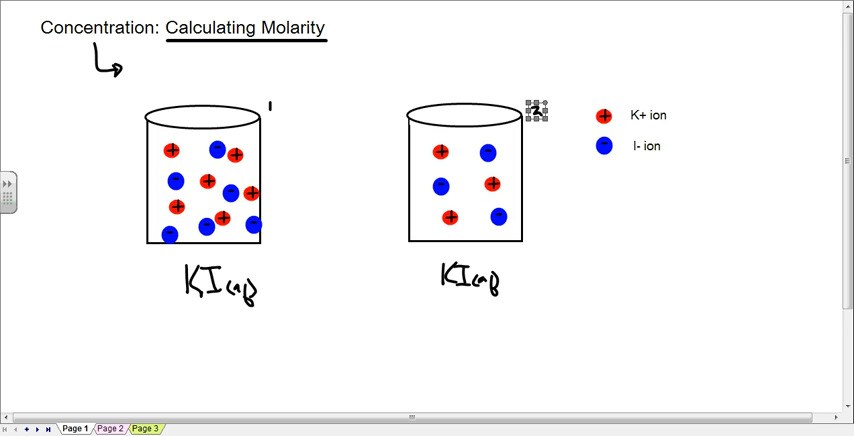 Concentration: Calculating Molarity
1
2
K+ ion
I- ion
+
-
KI(aq)
KI(aq)
Page 1 Page 2 Page 3